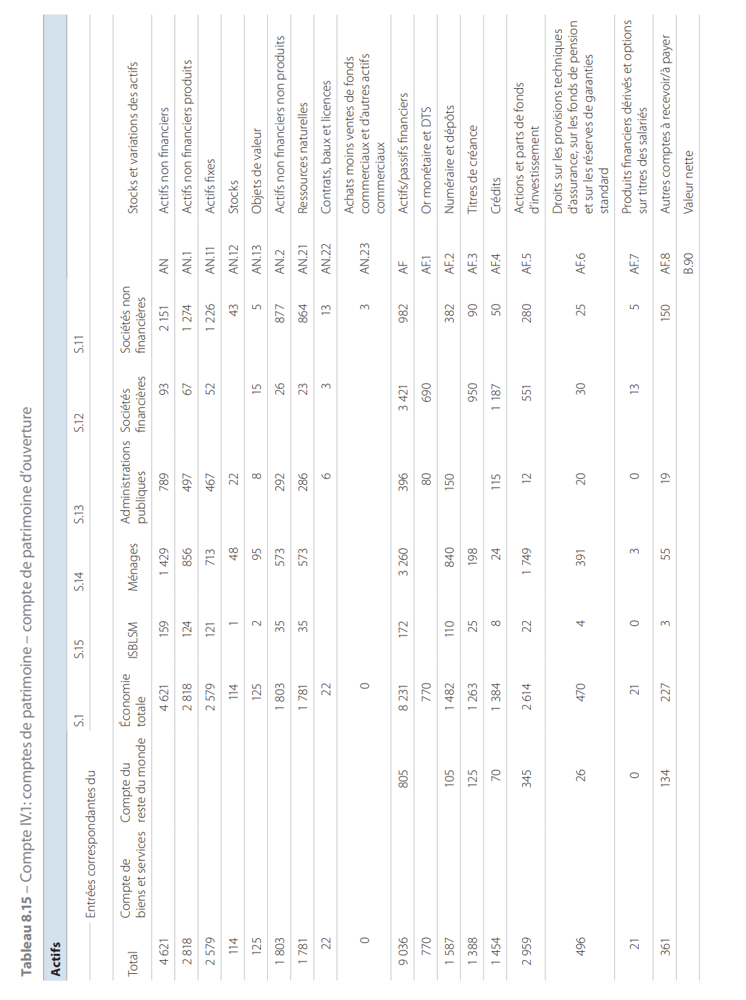 Tableau 8.15 – Compte IV.1: comptes de patrimoine – compte de patrimoine d'ouverture
Actifs
Entrées correspondantes du S.1 S.15 S.14 S.13 S.12 S.11
Total Compte de biens et services Compte du reste du monde Économie totale ISBLSM Ménages Administrations publiques Sociétés financières Sociétés non financières Stocks et variations des actifs
4 621 4 621 159 1 429 789 93 2 151 AN Actifs non financiers
2 818 2 818 124 856 497 67 1 274 AN.1 Actifs non financiers produits
2 579 2 579 121 713 467 52 1 226 AN.11 Actifs fixes
114 114 1 48 22 43 AN.12 Stocks
125 125 2 95 8 15 5 AN.13 Objets de valeur
1 803 1 803 35 573 292 26 877 AN.2 Actifs non financiers non produits
1 781 1 781 35 573 286 23 864 AN.21 Ressources naturelles
22 22 6 3 13 AN.22 Contrats, baux et licences
0 0 3 AN.23 Achats moins ventes de fonds
commerciaux et d'autres actifs
commerciaux
9 036 805 8 231 172 3 260 396 3 421 982 AF Actifs/passifs financiers
770 770 80 690 AF.1 Or monétaire et DTS
1 587 105 1 482 110 840 150 382 AF.2 Numéraire et dépôts
1 388 125 1 263 25 198 950 90 AF.3 Titres de créance
1 454 70 1 384 8 24 115 1 187 50 AF.4 Crédits
2 959 345 2 614 22 1 749 12 551 280 AF.5 Actions et parts de fonds
d'investissement
496 26 470 4 391 20 30 25 AF.6 Droits sur les provisions techniques
d'assurance, sur les fonds de pension
et sur les réserves de garanties
standard
21 0 21 0 3 0 13 5 AF.7 Produits financiers dérivés et options
sur titres des salariés
361 134 227 3 55 19 150 AF.8 Autres comptes à recevoir/à payer
B.90 Valeur nette